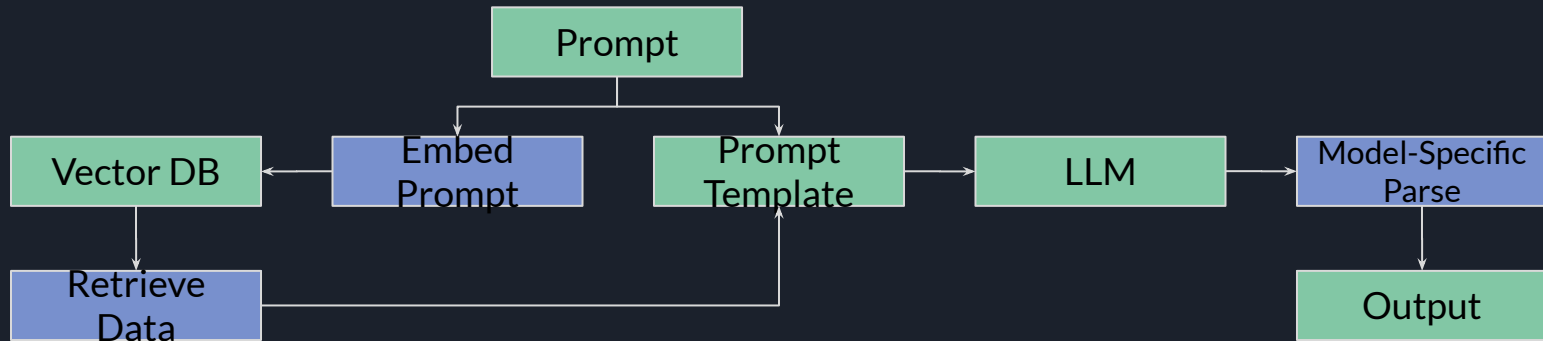 Prompt
Vector DB
Embed
Prompt
Prompt
Template
LLM
Model-Specific
Parse
Retrieve
Data
Output